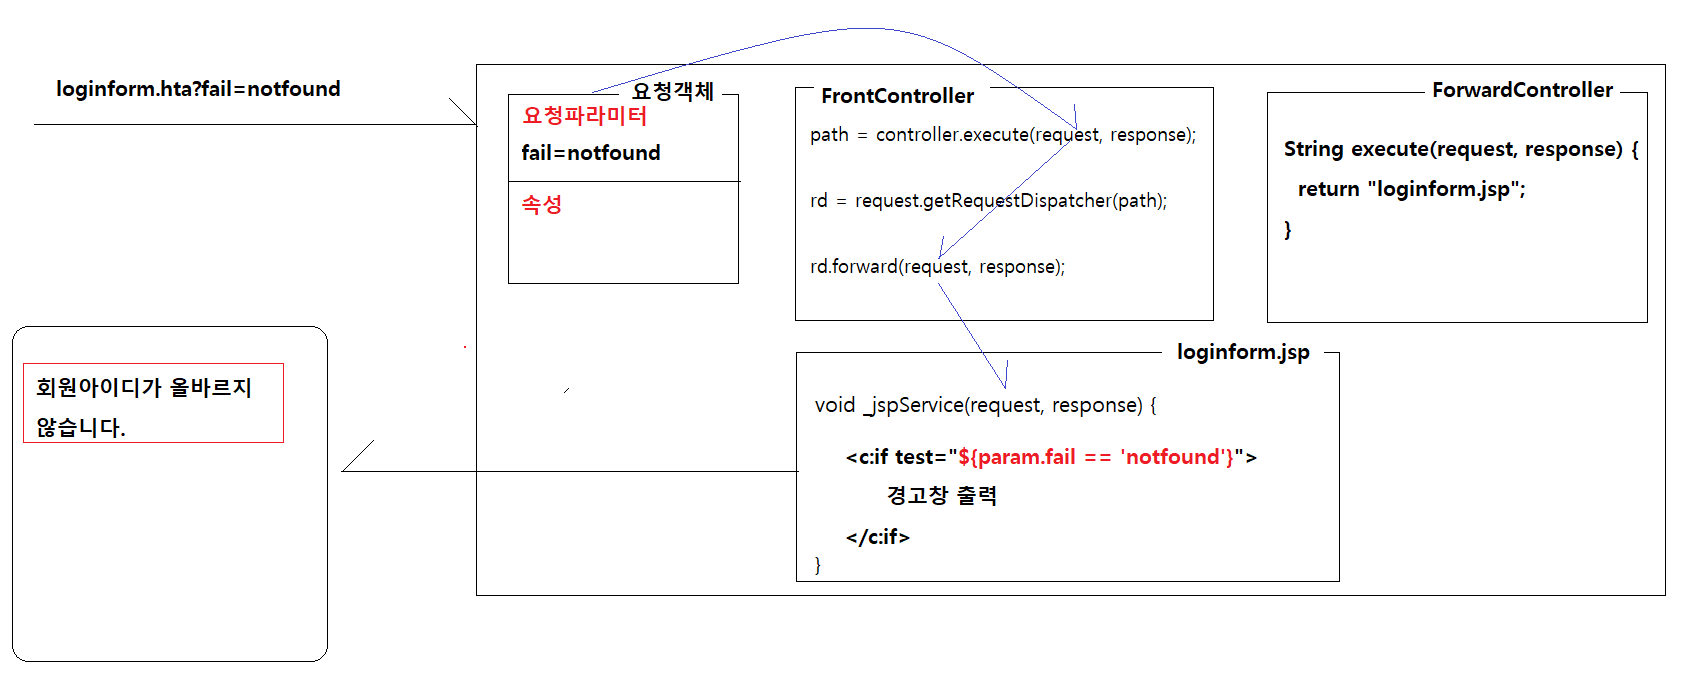 loginform.hta?fail=notfound
요청객체
요청파라미터
fail=notfound
속성
FrontController
path = controller.execute(request, response);
rd = request.getRequestDispatcher(path);
rd.forward(request, response);
ForwardController
String execute(request, response) {
return "loginform.jsp";
}
loginform.jsp
void _jspService(request, response) {
<c:if test="${param.fail == 'notfound'}">
경고창 출력
</c:if>
}
회원아이디가 올바르지
않습니다.